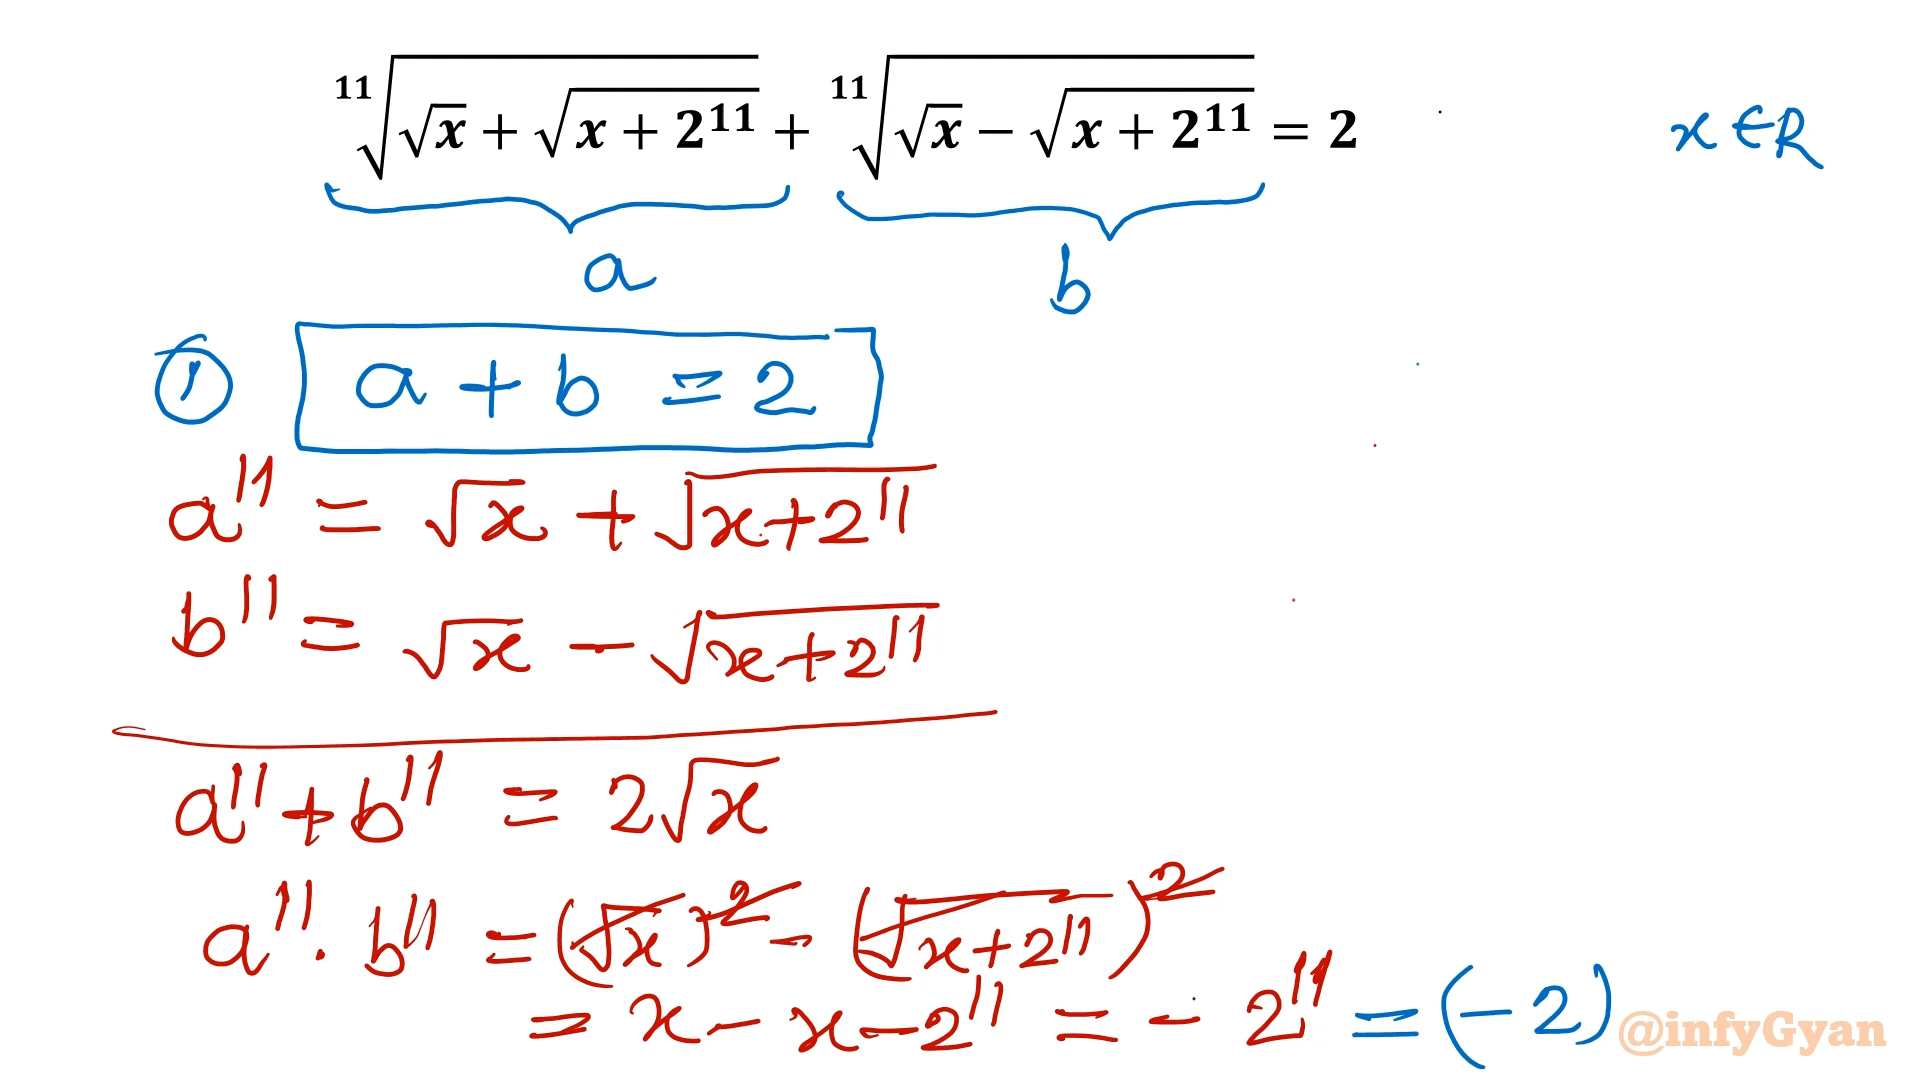 ¹¹√(√x + √(x + 2¹¹)) + ¹¹√(√x − √(x + 2¹¹)) = 2
x ∈ R
a
b
① a + b = 2
a¹¹ = √x + √(x+2¹¹)
b¹¹ = √x − √(x+2¹¹)
a¹¹ + b¹¹ = 2√x
a¹¹ · b¹¹ = (√x)² − (√(x+2¹¹))²
= x − x − 2¹¹ = − 2¹¹ = (−2)
@infyGyan